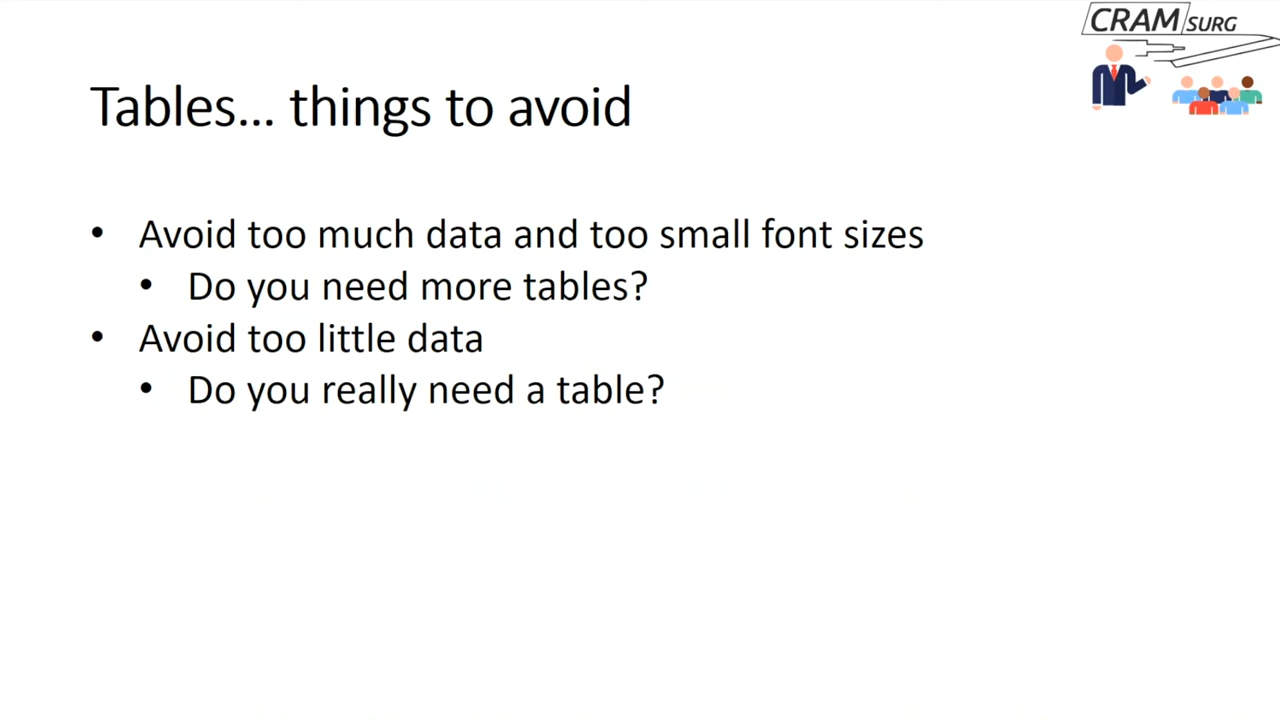 CRAM SURG
Tables... things to avoid
• Avoid too much data and too small font sizes
• Do you need more tables?
• Avoid too little data
• Do you really need a table?